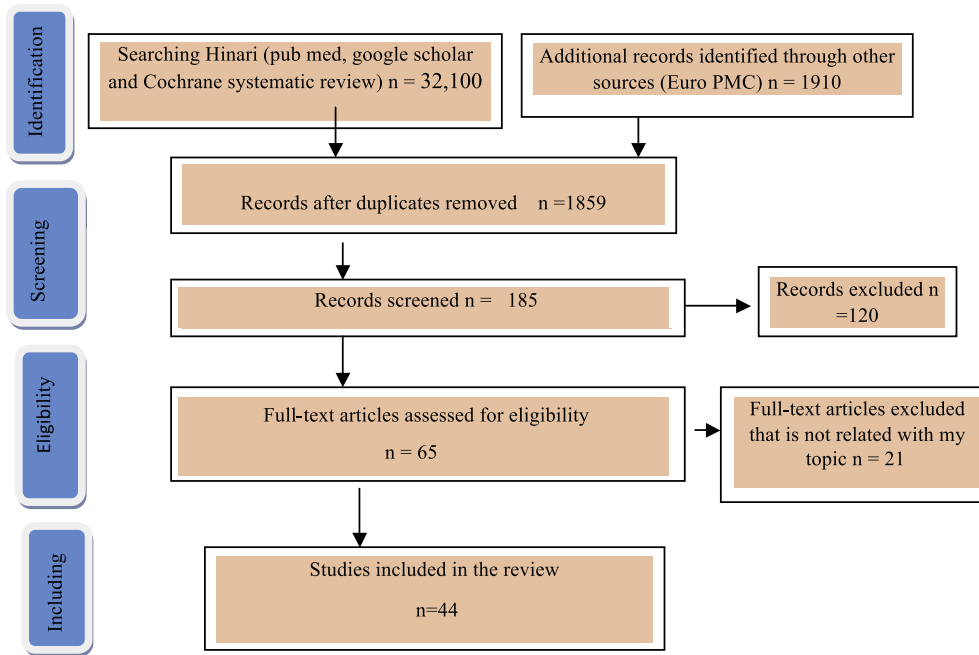 Identification
Searching Hinari (pub med, google scholar
and Cochrane systematic review) n = 32,100
Additional records identified through other
sources (Euro PMC) n = 1910
Records after duplicates removed n =1859
Screening
Records screened n = 185
Records excluded n
=120
Eligibility
Full-text articles assessed for eligibility
n = 65
Full-text articles excluded
that is not related with my
topic n = 21
Including
Studies included in the review
n=44